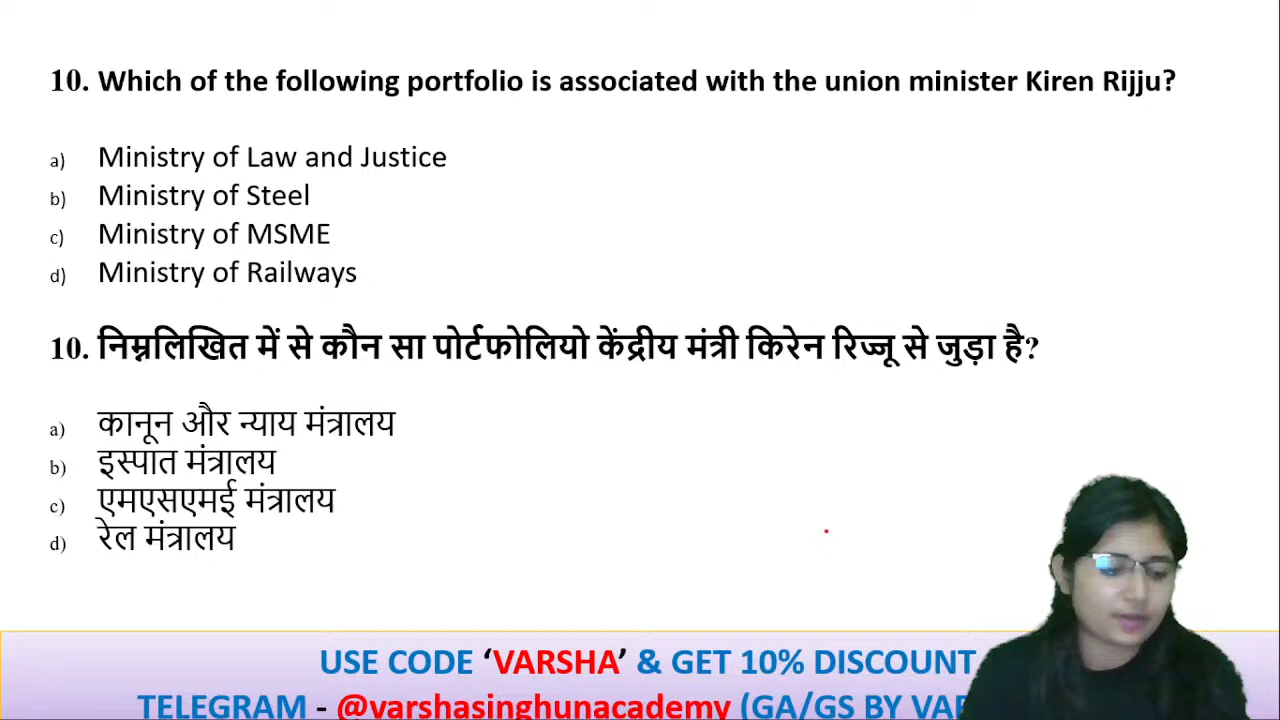 10. Which of the following portfolio is associated with the union minister Kiren Rijju?
a) Ministry of Law and Justice
b) Ministry of Steel
c) Ministry of MSME
d) Ministry of Railways
10. निम्नलिखित में से कौन सा पोर्टफोलियो केंद्रीय मंत्री किरेन रिज्जू से जुड़ा है?
a) कानून और न्याय मंत्रालय
b) इस्पात मंत्रालय
c) एमएसएमई मंत्रालय
d) रेल मंत्रालय
USE CODE ‘VARSHA’ & GET 10% DISCOUNT
TELEGRAM - @varshasinghunacademy (GA/GS BY